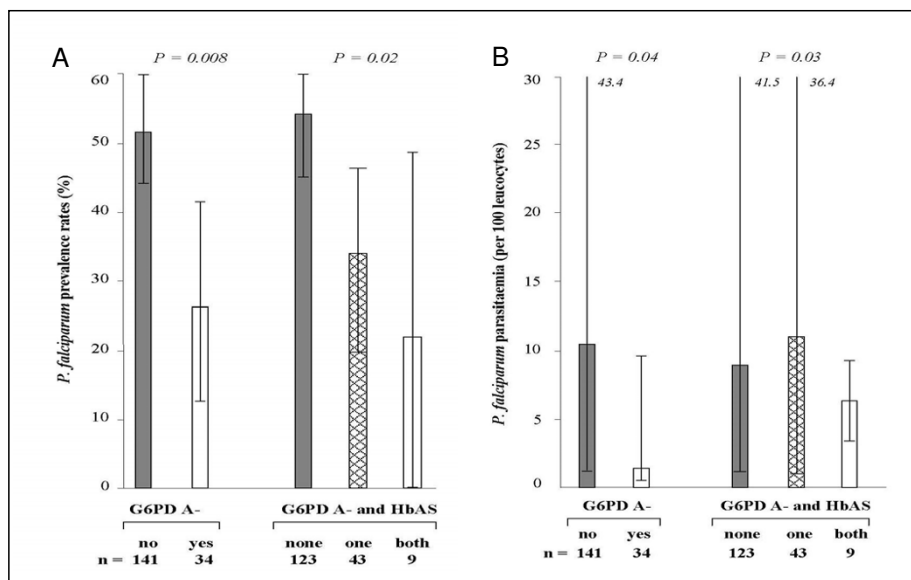 A
P = 0.008
P = 0.02
P. falciparum prevalence rates (%)
60
50
40
30
20
10
0
G6PD A-
G6PD A- and HbAS
no yes none one both
n = 141 34 123 43 9
B
P = 0.04
P = 0.03
P. falciparum parasitaemia (per 100 leucocytes)
30
25
20
15
10
5
0
43.4
41.5
36.4
G6PD A-
G6PD A- and HbAS
no yes none one both
n = 141 34 123 43 9